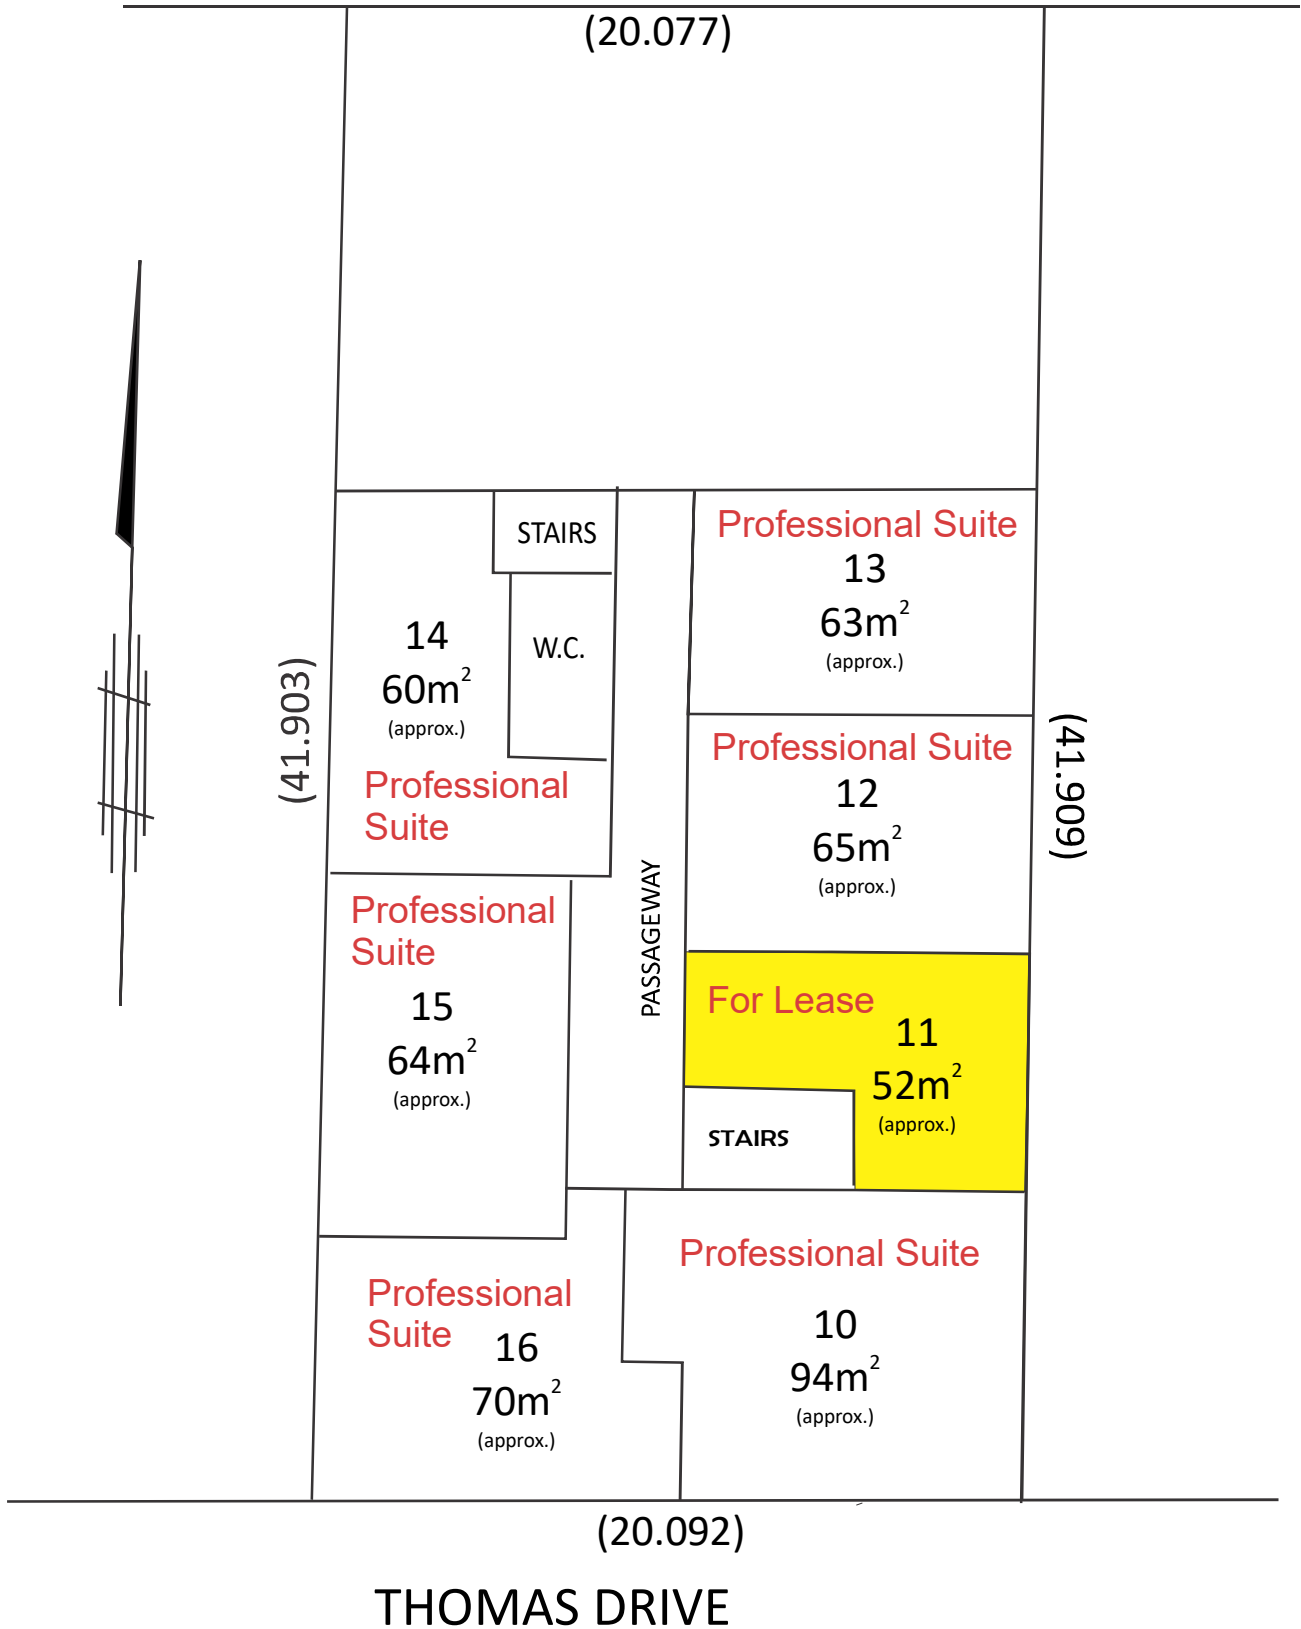 (20.077)
STAIRS
Professional Suite
13
63m²
(approx.)
14
60m²
(approx.)
W.C.
Professional
Suite
(41.903)
(41.909)
Professional Suite
12
65m²
(approx.)
PASSAGEWAY
Professional
Suite
15
64m²
(approx.)
For Lease
11
52m²
(approx.)
STAIRS
Professional Suite
10
94m²
(approx.)
Professional
Suite
16
70m²
(approx.)
(20.092)
THOMAS DRIVE